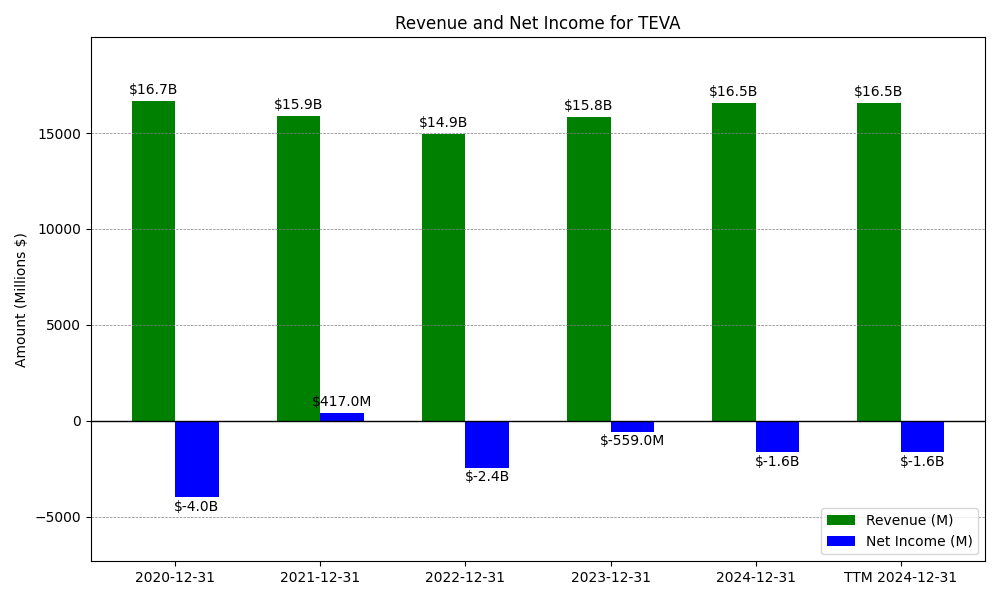 Revenue and Net Income for TEVA
$16.7B
$15.9B
$14.9B
$15.8B
$16.5B
$16.5B
15000
10000
5000
0
−5000
Amount (Millions $)
$417.0M
$-4.0B
$-2.4B
$-559.0M
$-1.6B
$-1.6B
Revenue (M)
Net Income (M)
2020-12-31
2021-12-31
2022-12-31
2023-12-31
2024-12-31
TTM 2024-12-31